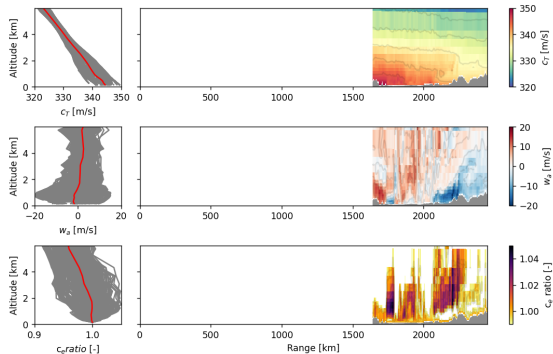 Altitude [km]
4
2
0
320 330 340 350
c_T [m/s]
0 500 1000 1500 2000
350
340
330
320
c_T [m/s]
Altitude [km]
4
2
0
−20 0 20
w_a [m/s]
0 500 1000 1500 2000
20
10
0
−10
−20
w_a [m/s]
Altitude [km]
4
2
0
0.9 1.0
c_eratio [-]
0 500 1000 1500 2000
Range [km]
1.04
1.02
1.00
c_e ratio [-]